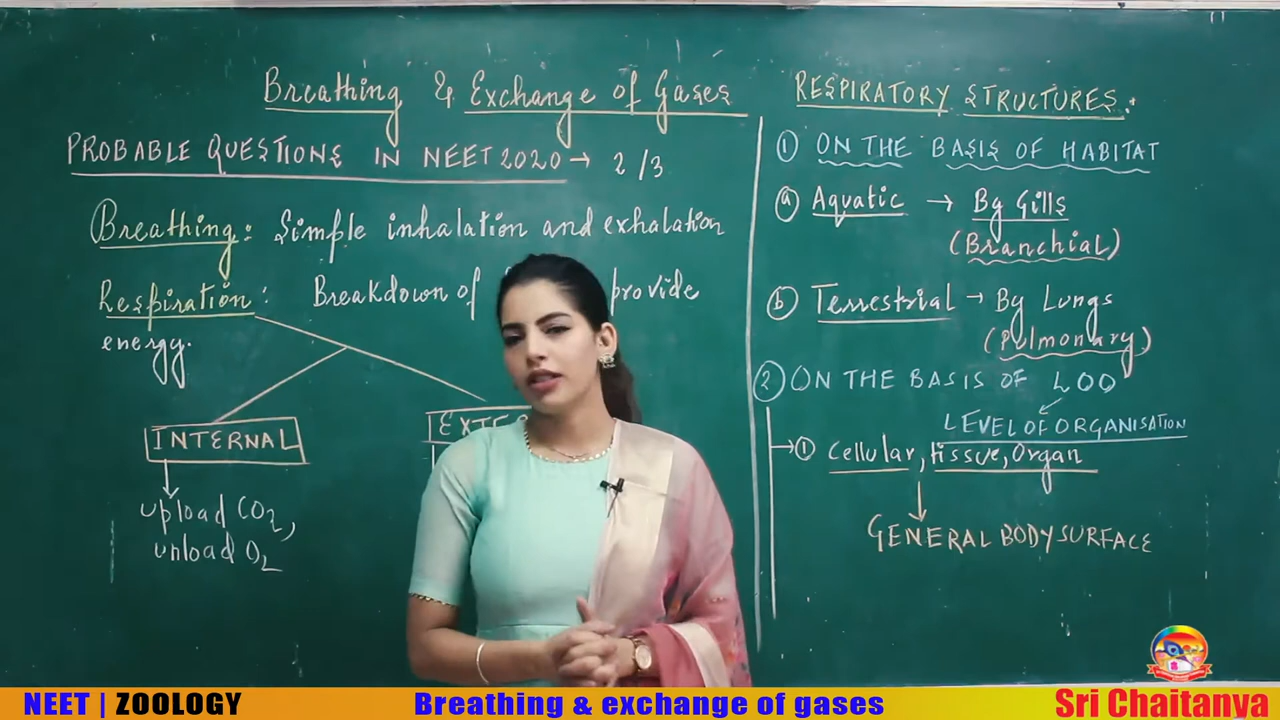 Breathing & Exchange of Gases
PROBABLE QUESTIONS IN NEET 2020 → 2/3
Breathing: Simple inhalation and exhalation
Respiration: Breakdown of provide
energy.
INTERNAL
upload CO2,
unload O2
RESPIRATORY STRUCTURES.
① ON THE BASIS OF HABITAT
ⓐ Aquatic → By Gills
(Branchial)
ⓑ Terrestrial → By Lungs
(Pulmonary)
② ON THE BASIS OF LOO
LEVEL OF ORGANISATION
→ ① Cellular, tissue, Organ
GENERAL BODY SURFACE
NEET | ZOOLOGY
Breathing & exchange of gases
Sri Chaitanya